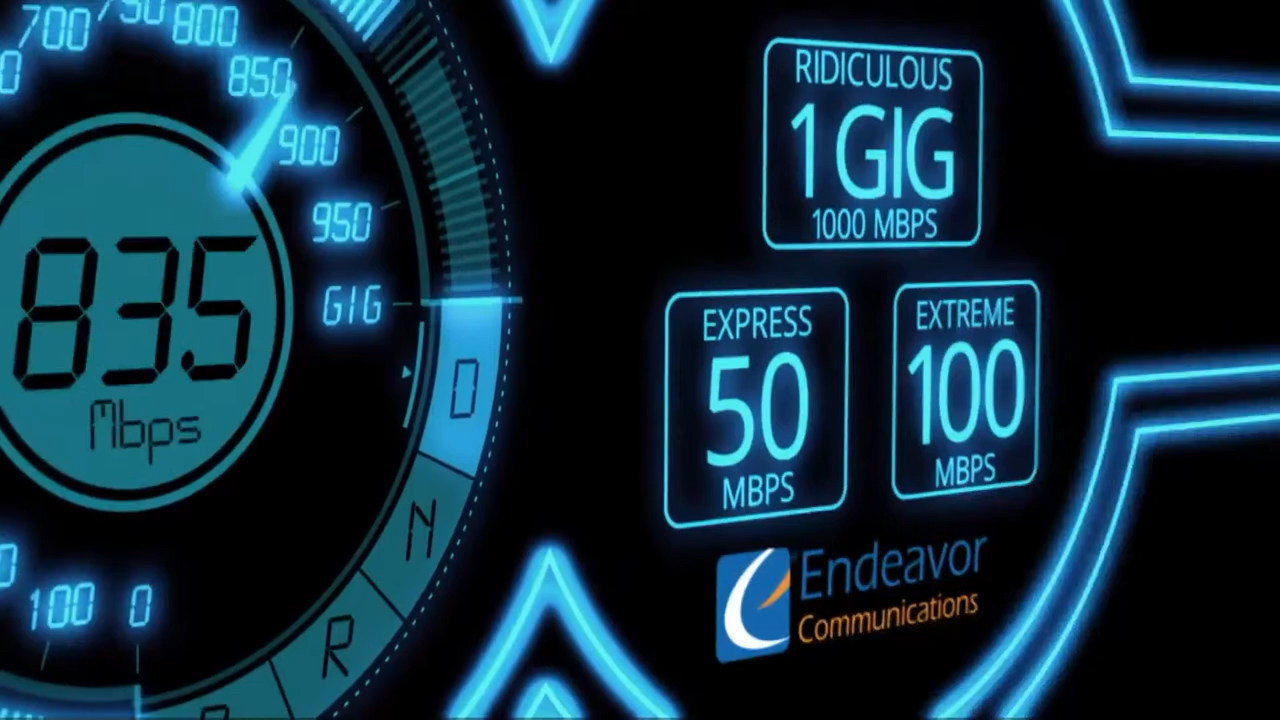 700
750
800
850
900
950
GIG
835
Mbps
100
0
D
N
R
P
RIDICULOUS
1 GIG
1000 MBPS
EXPRESS
50
MBPS
EXTREME
100
MBPS
Endeavor
Communications